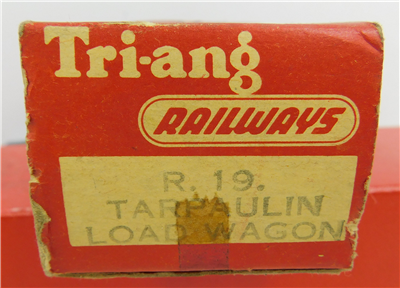 Tri-ang
RAILWAYS
R. 19.
TARPAULIN
LOAD WAGON